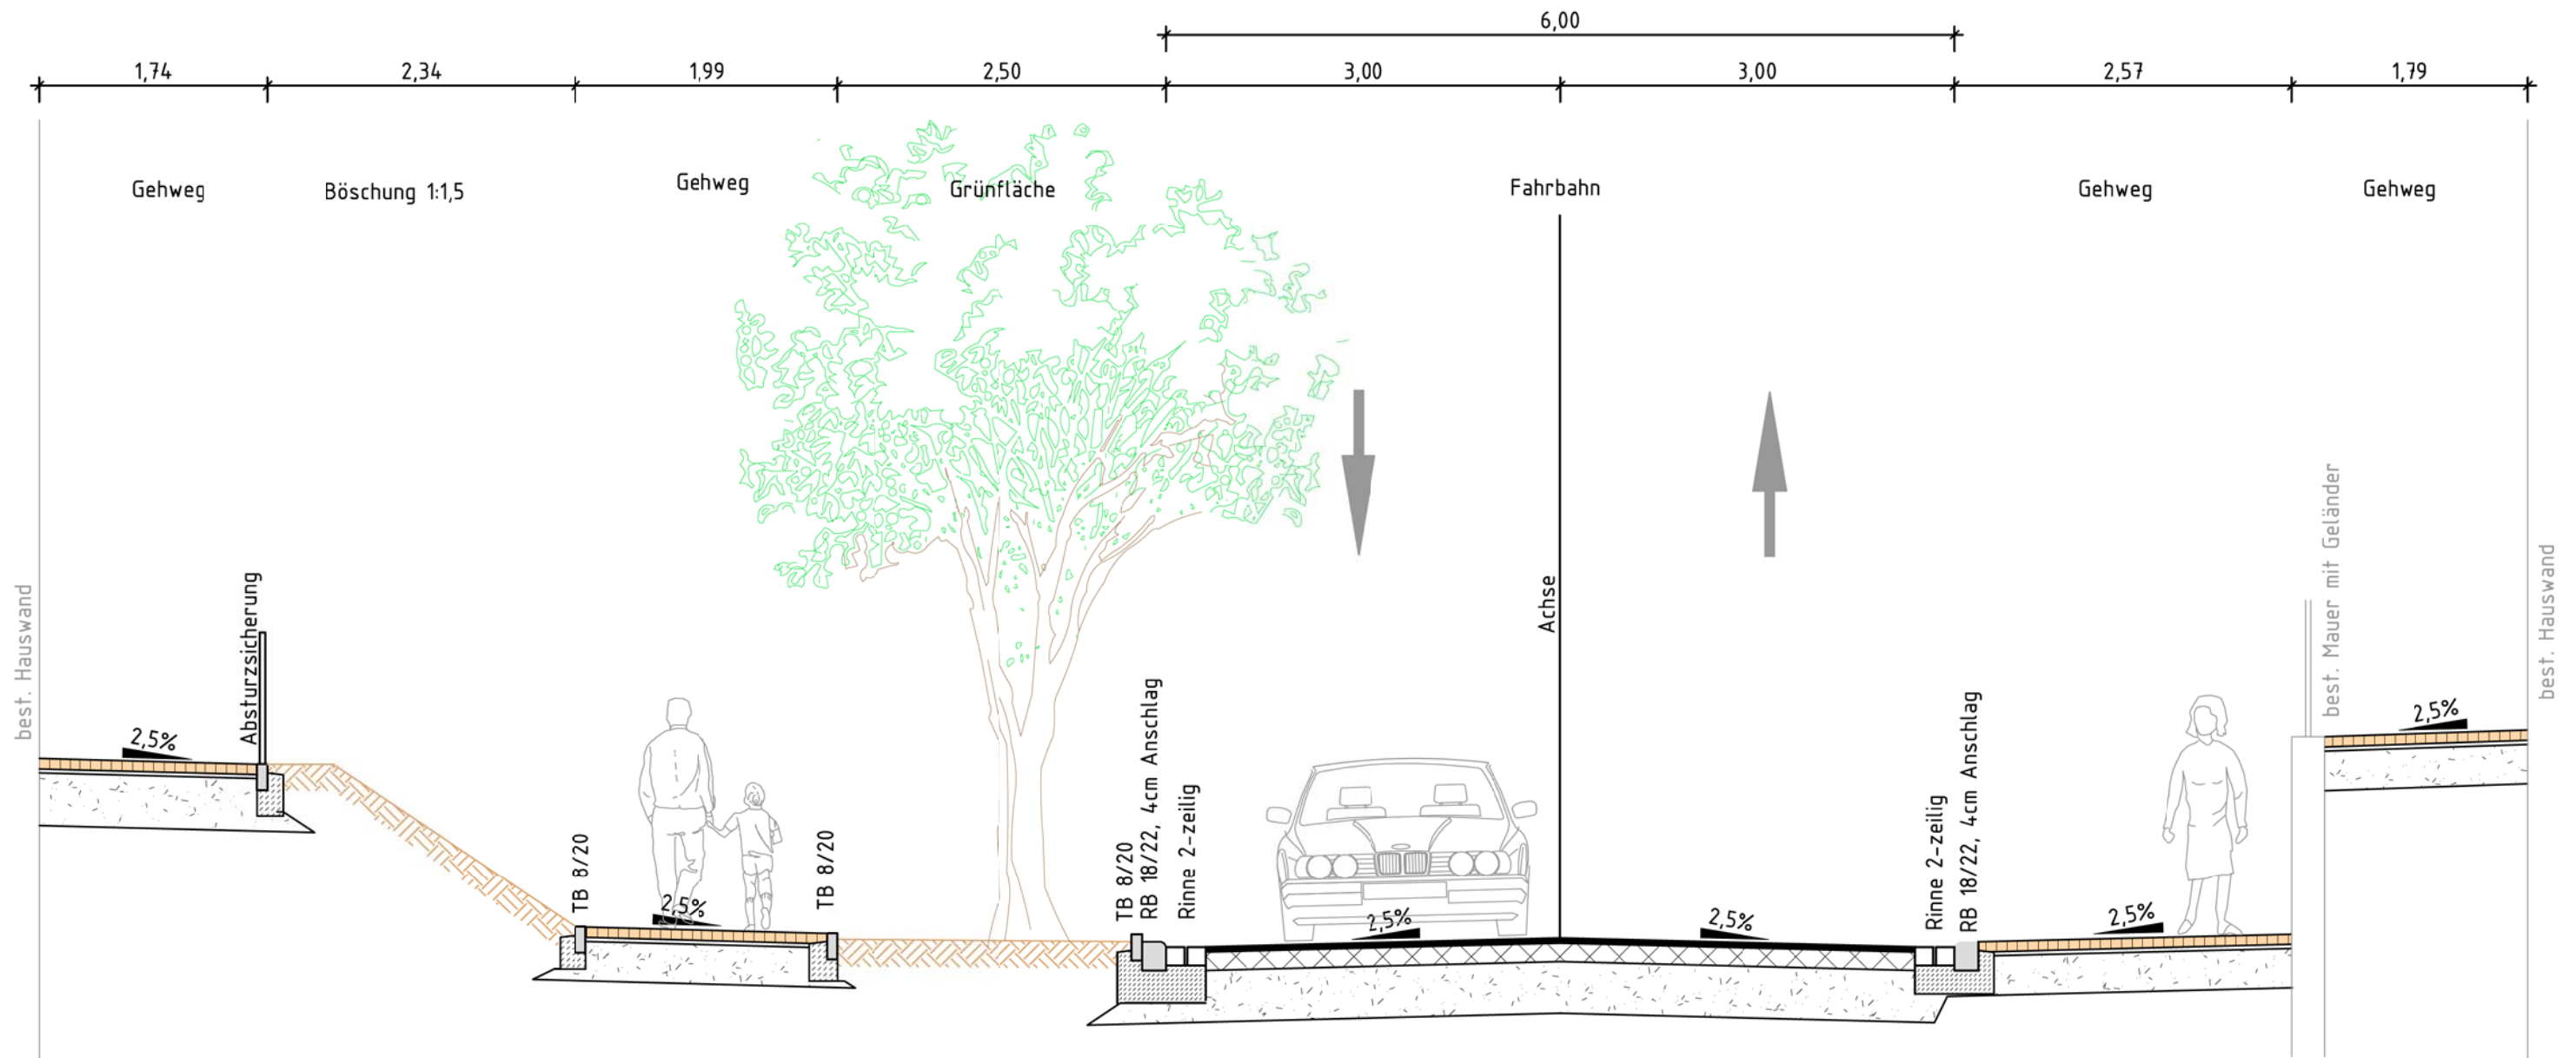 6,00
1,74
2,34
1,99
2,50
3,00
3,00
2,57
1,79
Gehweg
Böschung 1:1,5
Gehweg
Grünfläche
Fahrbahn
Gehweg
Gehweg
best. Hauswand
2,5%
Absturzsicherung
TB 8/20
2,5%
TB 8/20
TB 8/20
RB 18/22, 4cm Anschlag
Rinne 2-zeilig
2,5%
Achse
2,5%
Rinne 2-zeilig
RB 18/22, 4cm Anschlag
2,5%
best. Mauer mit Geländer
2,5%
best. Hauswand